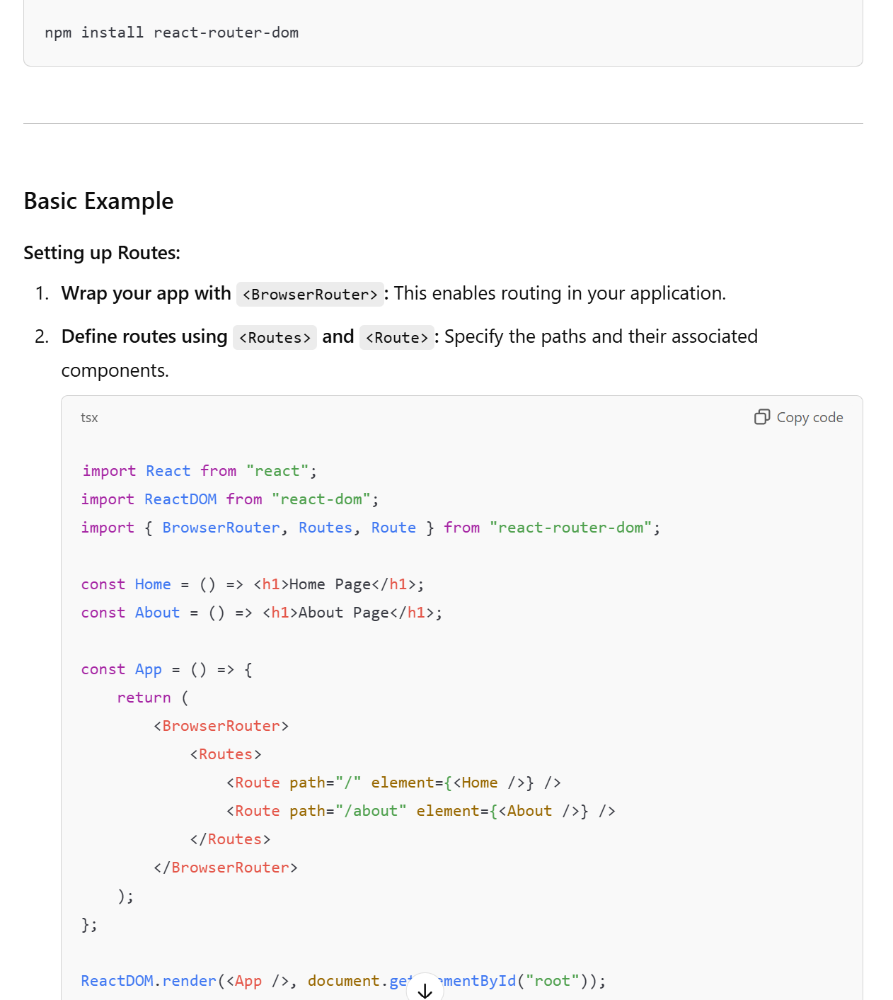 npm install react-router-dom
Basic Example
Setting up Routes:
1. Wrap your app with <BrowserRouter>: This enables routing in your application.
2. Define routes using <Routes> and <Route>: Specify the paths and their associated
components.
tsx
Copy code
import React from "react";
import ReactDOM from "react-dom";
import { BrowserRouter, Routes, Route } from "react-router-dom";
const Home = () => <h1>Home Page</h1>;
const About = () => <h1>About Page</h1>;
const App = () => {
    return (
        <BrowserRouter>
            <Routes>
                <Route path="/" element={<Home />} />
                <Route path="/about" element={<About />} />
            </Routes>
        </BrowserRouter>
    );
};
ReactDOM.render(<App />, document.getElementById("root"));